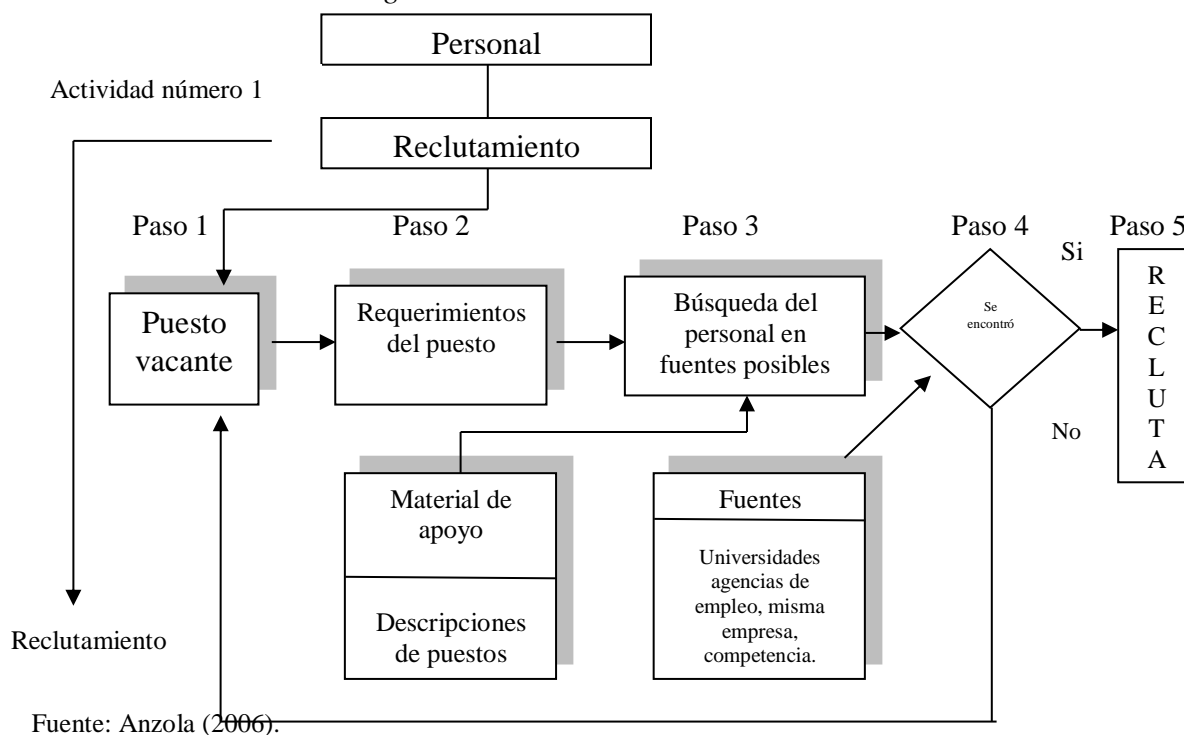 Personal
Actividad número 1
Reclutamiento
Paso 1
Paso 2
Paso 3
Paso 4
Paso 5
Si
Puesto
vacante
Requerimientos
del puesto
Búsqueda del
personal en
fuentes posibles
Se
encontró
R
E
C
L
U
T
A
No
Material de
apoyo
Descripciones
de puestos
Fuentes
Universidades
agencias de
empleo, misma
empresa,
competencia.
Reclutamiento
Fuente: Anzola (2006).